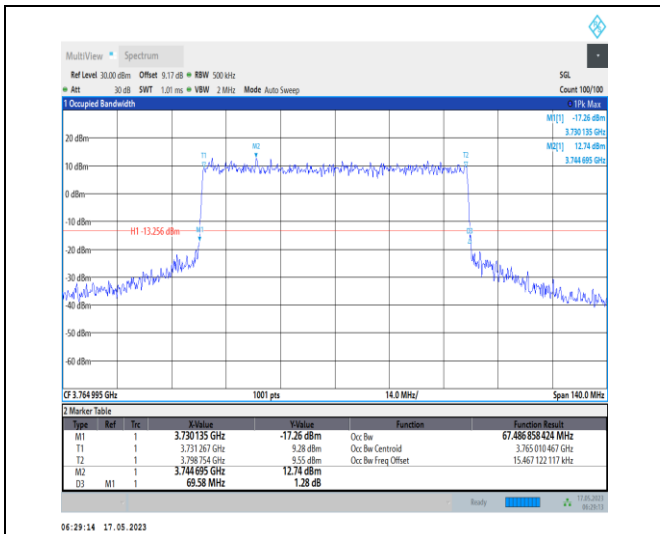 MultiView Spectrum
Ref Level 30.00 dBm Offset 9.17 dB RBW 500 kHz SGL
Att 30 dB SWT 1.01 ms VBW 2 MHz Mode Auto Sweep Count 100/100
1 Occupied Bandwidth 1Pk Max
M1[1] -17.26 dBm
3.730 135 GHz
M2[1] 12.74 dBm
3.744 695 GHz
20 dBm
M2
T1 T2
10 dBm
0 dBm
-10 dBm
H1 -13.256 dBm
M1
-20 dBm
-30 dBm
-40 dBm
-50 dBm
-60 dBm
CF 3.764 995 GHz 1001 pts 14.0 MHz/ Span 140.0 MHz
2 Marker Table
Type Ref Trc X-Value Y-Value Function Function Result
M1 1 3.730 135 GHz -17.26 dBm Occ Bw 67.486 858 424 MHz
T1 1 3.731 267 GHz 9.28 dBm Occ Bw Centroid 3.765 010 467 GHz
T2 1 3.798 754 GHz 9.55 dBm Occ Bw Freq Offset 15.467 122 117 kHz
M2 1 3.744 695 GHz 12.74 dBm
D3 M1 1 69.58 MHz 1.28 dB
Ready 17.05.2023
06:29:13
06:29:14 17.05.2023